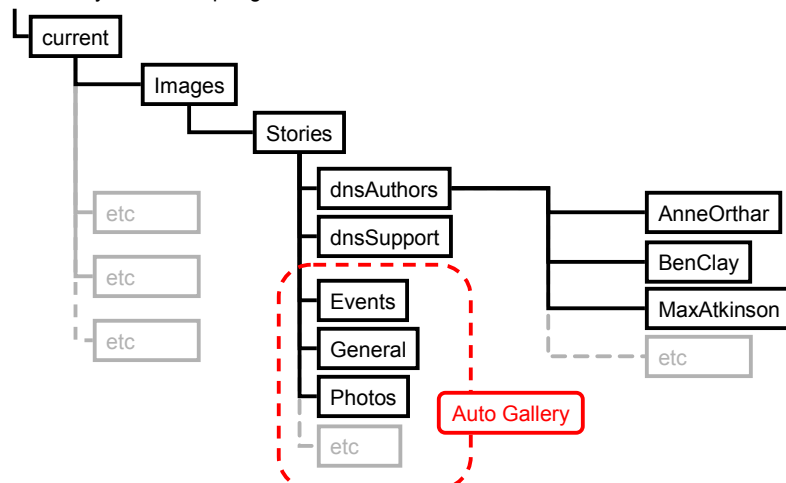 current
Images
Stories
dnsAuthors
AnneOrthar
etc
dnsSupport
BenClay
etc
Events
MaxAtkinson
etc
General
etc
Photos
Auto Gallery
etc